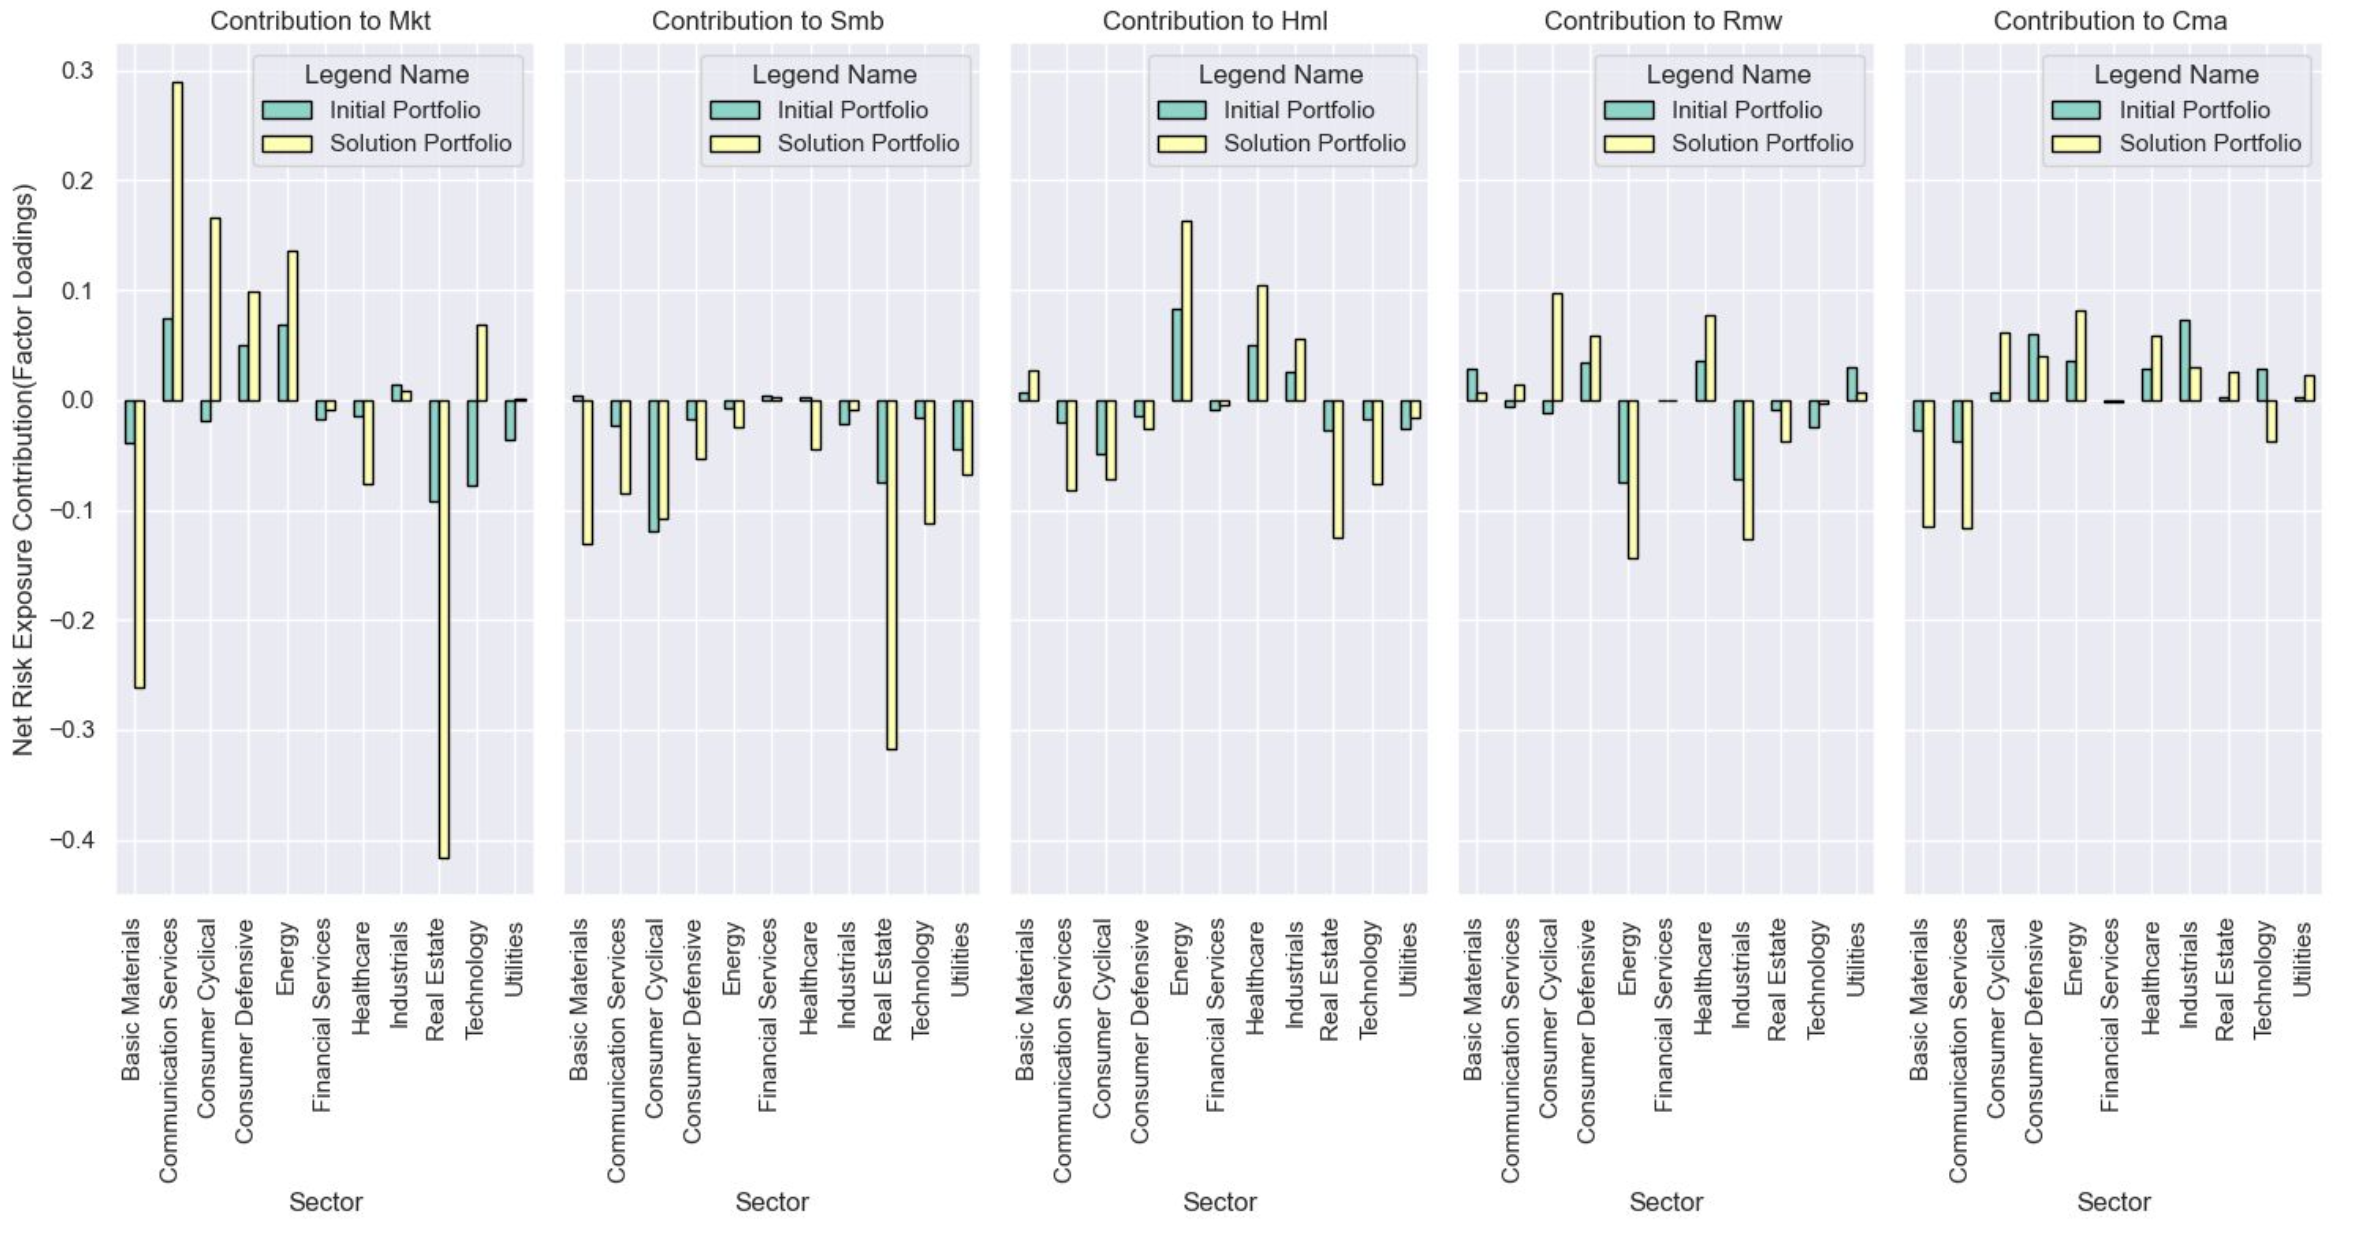 Contribution to Mkt
Contribution to Smb
Contribution to Hml
Contribution to Rmw
Contribution to Cma
Net Risk Exposure Contribution(Factor Loadings)
0.3
0.2
0.1
0.0
−0.1
−0.2
−0.3
−0.4
Legend Name
Initial Portfolio
Solution Portfolio
Legend Name
Initial Portfolio
Solution Portfolio
Legend Name
Initial Portfolio
Solution Portfolio
Legend Name
Initial Portfolio
Solution Portfolio
Legend Name
Initial Portfolio
Solution Portfolio
Basic Materials
Communication Services
Consumer Cyclical
Consumer Defensive
Energy
Financial Services
Healthcare
Industrials
Real Estate
Technology
Utilities
Basic Materials
Communication Services
Consumer Cyclical
Consumer Defensive
Energy
Financial Services
Healthcare
Industrials
Real Estate
Technology
Utilities
Basic Materials
Communication Services
Consumer Cyclical
Consumer Defensive
Energy
Financial Services
Healthcare
Industrials
Real Estate
Technology
Utilities
Basic Materials
Communication Services
Consumer Cyclical
Consumer Defensive
Energy
Financial Services
Healthcare
Industrials
Real Estate
Technology
Utilities
Basic Materials
Communication Services
Consumer Cyclical
Consumer Defensive
Energy
Financial Services
Healthcare
Industrials
Real Estate
Technology
Utilities
Sector
Sector
Sector
Sector
Sector